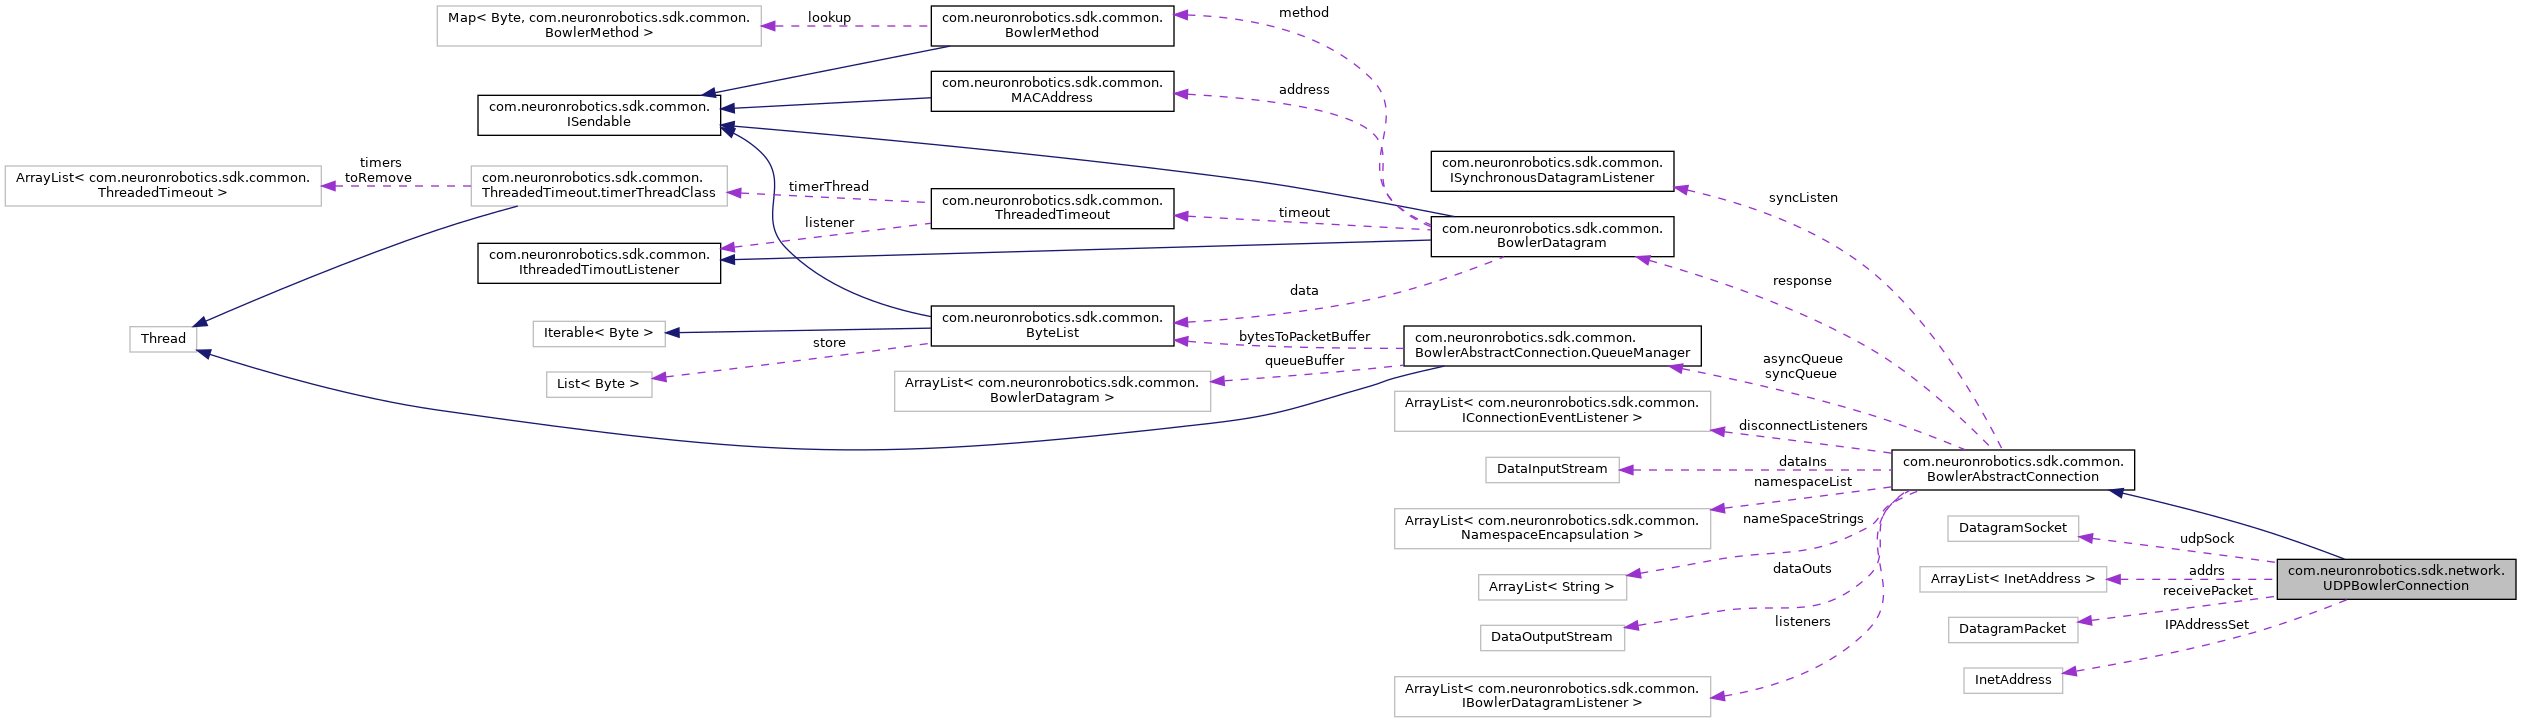 Map< Byte, com.neuronrobotics.sdk.common.
BowlerMethod >
lookup
com.neuronrobotics.sdk.common.
BowlerMethod
method
com.neuronrobotics.sdk.common.
MACAddress
address
com.neuronrobotics.sdk.common.
ISendable
com.neuronrobotics.sdk.common.
ISynchronousDatagramListener
syncListen
ArrayList< com.neuronrobotics.sdk.common.
ThreadedTimeout >
timers
toRemove
com.neuronrobotics.sdk.common.
ThreadedTimeout.timerThreadClass
timerThread
listener
com.neuronrobotics.sdk.common.
ThreadedTimeout
timeout
com.neuronrobotics.sdk.common.
BowlerDatagram
com.neuronrobotics.sdk.common.
IthreadedTimoutListener
data
response
Thread
Iterable< Byte >
store
List< Byte >
com.neuronrobotics.sdk.common.
ByteList
bytesToPacketBuffer
queueBuffer
com.neuronrobotics.sdk.common.
BowlerAbstractConnection.QueueManager
asyncQueue
syncQueue
ArrayList< com.neuronrobotics.sdk.common.
BowlerDatagram >
ArrayList< com.neuronrobotics.sdk.common.
IConnectionEventListener >
disconnectListeners
DataInputStream
dataIns
namespaceList
com.neuronrobotics.sdk.common.
BowlerAbstractConnection
ArrayList< com.neuronrobotics.sdk.common.
NamespaceEncapsulation >
nameSpaceStrings
ArrayList< String >
dataOuts
DataOutputStream
listeners
ArrayList< com.neuronrobotics.sdk.common.
IBowlerDatagramListener >
DatagramSocket
udpSock
ArrayList< InetAddress >
addrs
receivePacket
DatagramPacket
IPAddressSet
InetAddress
com.neuronrobotics.sdk.network.
UDPBowlerConnection